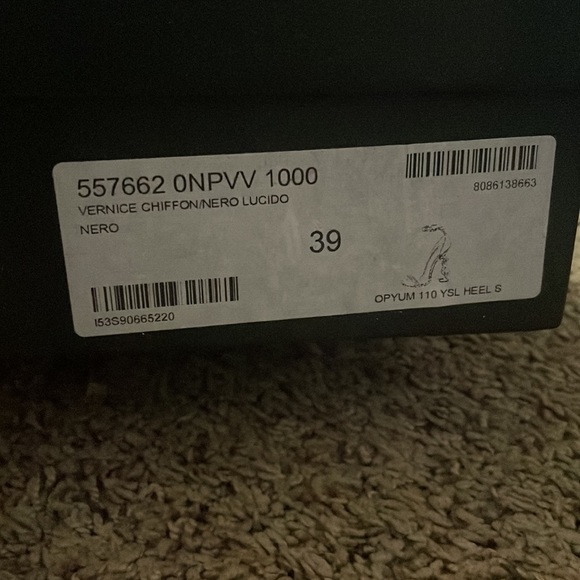 557662 0NPVV 1000
8086138663
VERNICE CHIFFON/NERO LUCIDO
NERO
39
OPYUM 110 YSL HEEL S
I53S90665220